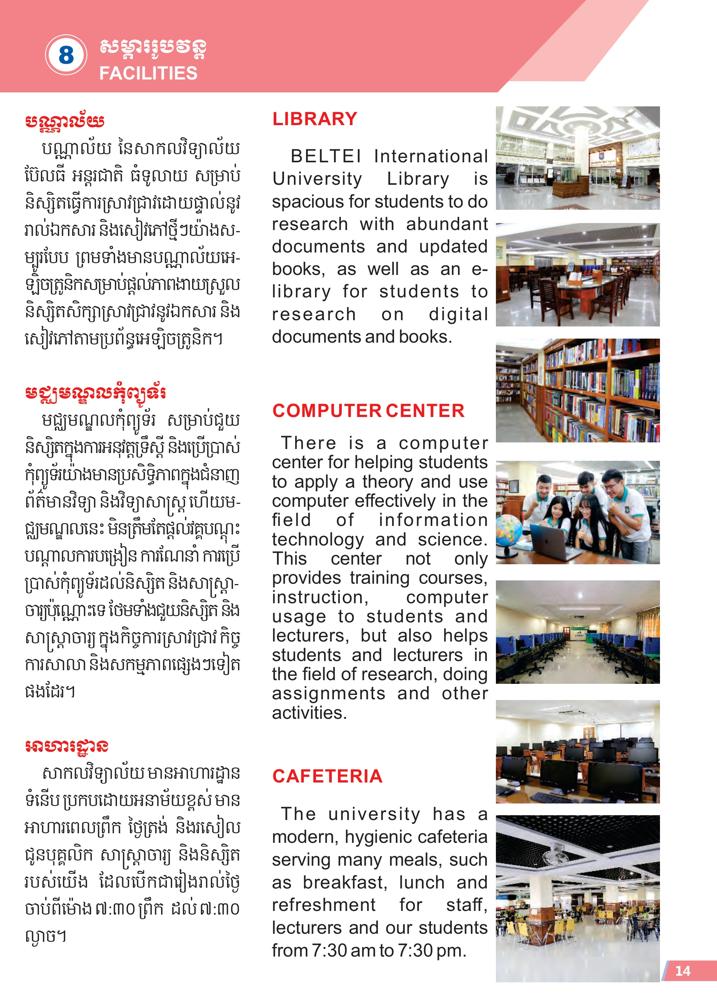 8
សម្ភាររូបវន្ត
FACILITIES
បណ្ណាល័យ
បណ្ណាល័យ នៃសាកលវិទ្យាល័យ
ប៊ែលធី អន្តរជាតិ ធំទូលាយ សម្រាប់
និស្សិតធ្វើការស្រាវជ្រាវដោយផ្ទាល់នូវ
រាល់ឯកសារ និងសៀវភៅថ្មីៗយ៉ាងស-
ម្បូរបែប ព្រមទាំងមានបណ្ណាល័យអេ-
ឡិចត្រូនិកសម្រាប់ផ្តល់ភាពងាយស្រួល
និស្សិតសិក្សាស្រាវជ្រាវនូវឯកសារ និង
សៀវភៅតាមប្រព័ន្ធអេឡិចត្រូនិក។
មជ្ឈមណ្ឌលកុំព្យូទ័រ
មជ្ឈមណ្ឌលកុំព្យូទ័រ សម្រាប់ជួយ
និស្សិតក្នុងការអនុវត្តទ្រឹស្តី និងប្រើប្រាស់
កុំព្យូទ័រយ៉ាងមានប្រសិទ្ធិភាពក្នុងជំនាញ
ព័ត៌មានវិទ្យា និងវិទ្យាសាស្ត្រ ហើយម-
ជ្ឈមណ្ឌលនេះ មិនត្រឹមតែផ្តល់វគ្គបណ្តុះ
បណ្តាលការបង្រៀន ការណែនាំ ការប្រើ
ប្រាស់កុំព្យូទ័រដល់និស្សិត និងសាស្ត្រា-
ចារ្យប៉ុណ្ណោះទេ ថែមទាំងជួយនិស្សិត និង
សាស្ត្រាចារ្យ ក្នុងកិច្ចការស្រាវជ្រាវ កិច្ច
ការសាលា និងសកម្មភាពផ្សេងៗទៀត
ផងដែរ។
អាហារដ្ឋាន
សាកលវិទ្យាល័យ មានអាហារដ្ឋាន
ទំនើប ប្រកបដោយអនាម័យខ្ពស់ មាន
អាហារពេលព្រឹក ថ្ងៃត្រង់ និងរសៀល
ជូនបុគ្គលិក សាស្ត្រាចារ្យ និងនិស្សិត
របស់យើង ដែលបើកជារៀងរាល់ថ្ងៃ
ចាប់ពីម៉ោង ៧:៣០ ព្រឹក ដល់ ៧:៣០
ល្ងាច។
LIBRARY
BELTEI International
University Library is
spacious for students to do
research with abundant
documents and updated
books, as well as an e-
library for students to
research on digital
documents and books.
COMPUTER CENTER
There is a computer
center for helping students
to apply a theory and use
computer effectively in the
field of information
technology and science.
This center not only
provides training courses,
instruction, computer
usage to students and
lecturers, but also helps
students and lecturers in
the field of research, doing
assignments and other
activities.
CAFETERIA
The university has a
modern, hygienic cafeteria
serving many meals, such
as breakfast, lunch and
refreshment for staff,
lecturers and our students
from 7:30 am to 7:30 pm.
14